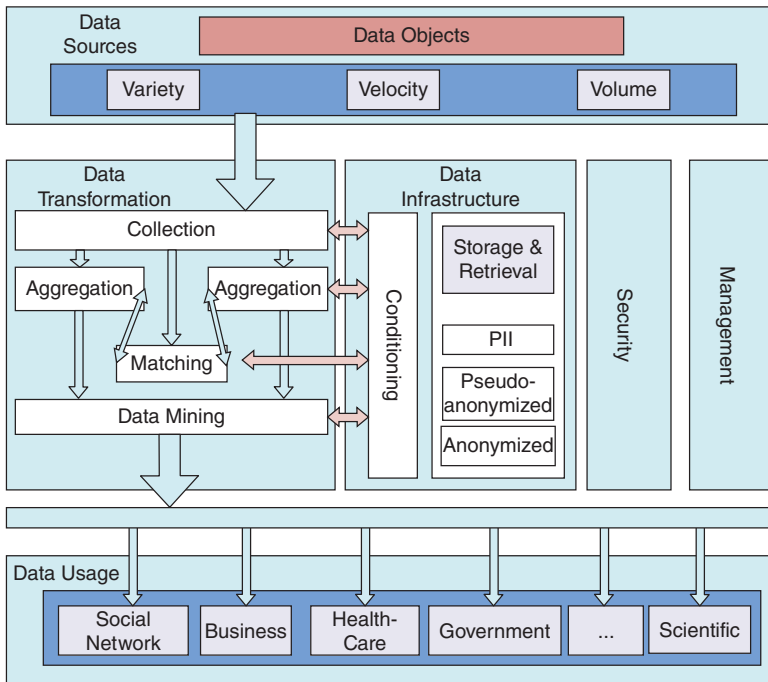 Data
Sources
Data Objects
Variety
Velocity
Volume
Data
Transformation
Collection
Aggregation
Aggregation
Matching
Data Mining
Data
Infrastructure
Conditioning
Storage &
Retrieval
PII
Pseudo-
anonymized
Anonymized
Security
Management
Data Usage
Social
Network
Business
Health-
Care
Government
...
Scientific